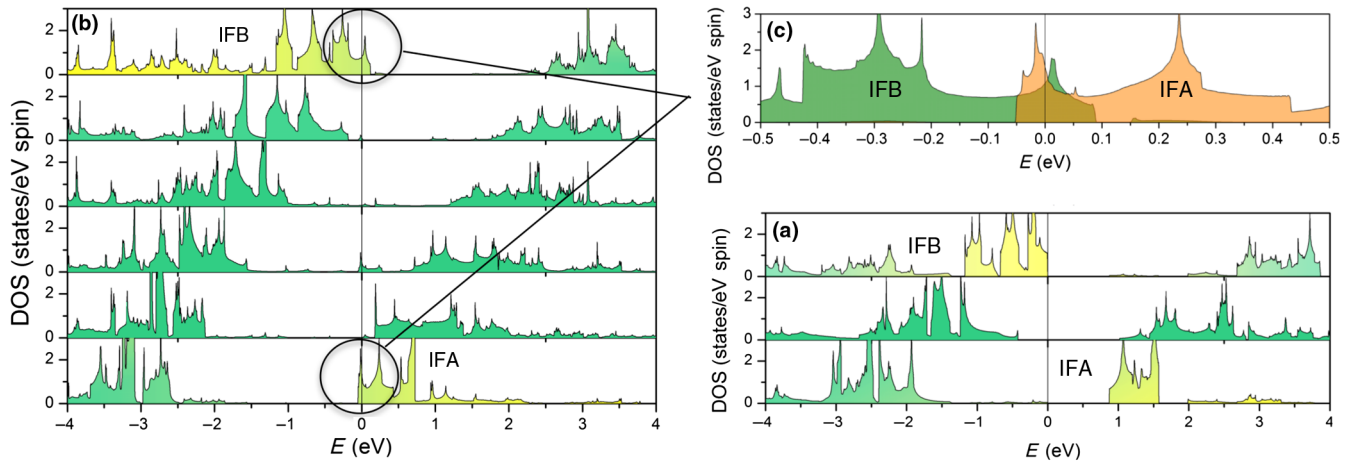 (b)
IFB
DOS (states/eV spin)
2
0
2
0
2
0
2
0
2
0
2
0
IFA
−4 −3 −2 −1 0 1 2 3 4
E (eV)
(c)
DOS (states/eV spin)
3
2
1
0
IFB
IFA
−0.5 −0.4 −0.3 −0.2 −0.1 0.0 0.1 0.2 0.3 0.4 0.5
E (eV)
(a)
IFB
DOS (states/eV spin)
2
0
2
0
2
0
IFA
−4 −3 −2 −1 0 1 2 3 4
E (eV)